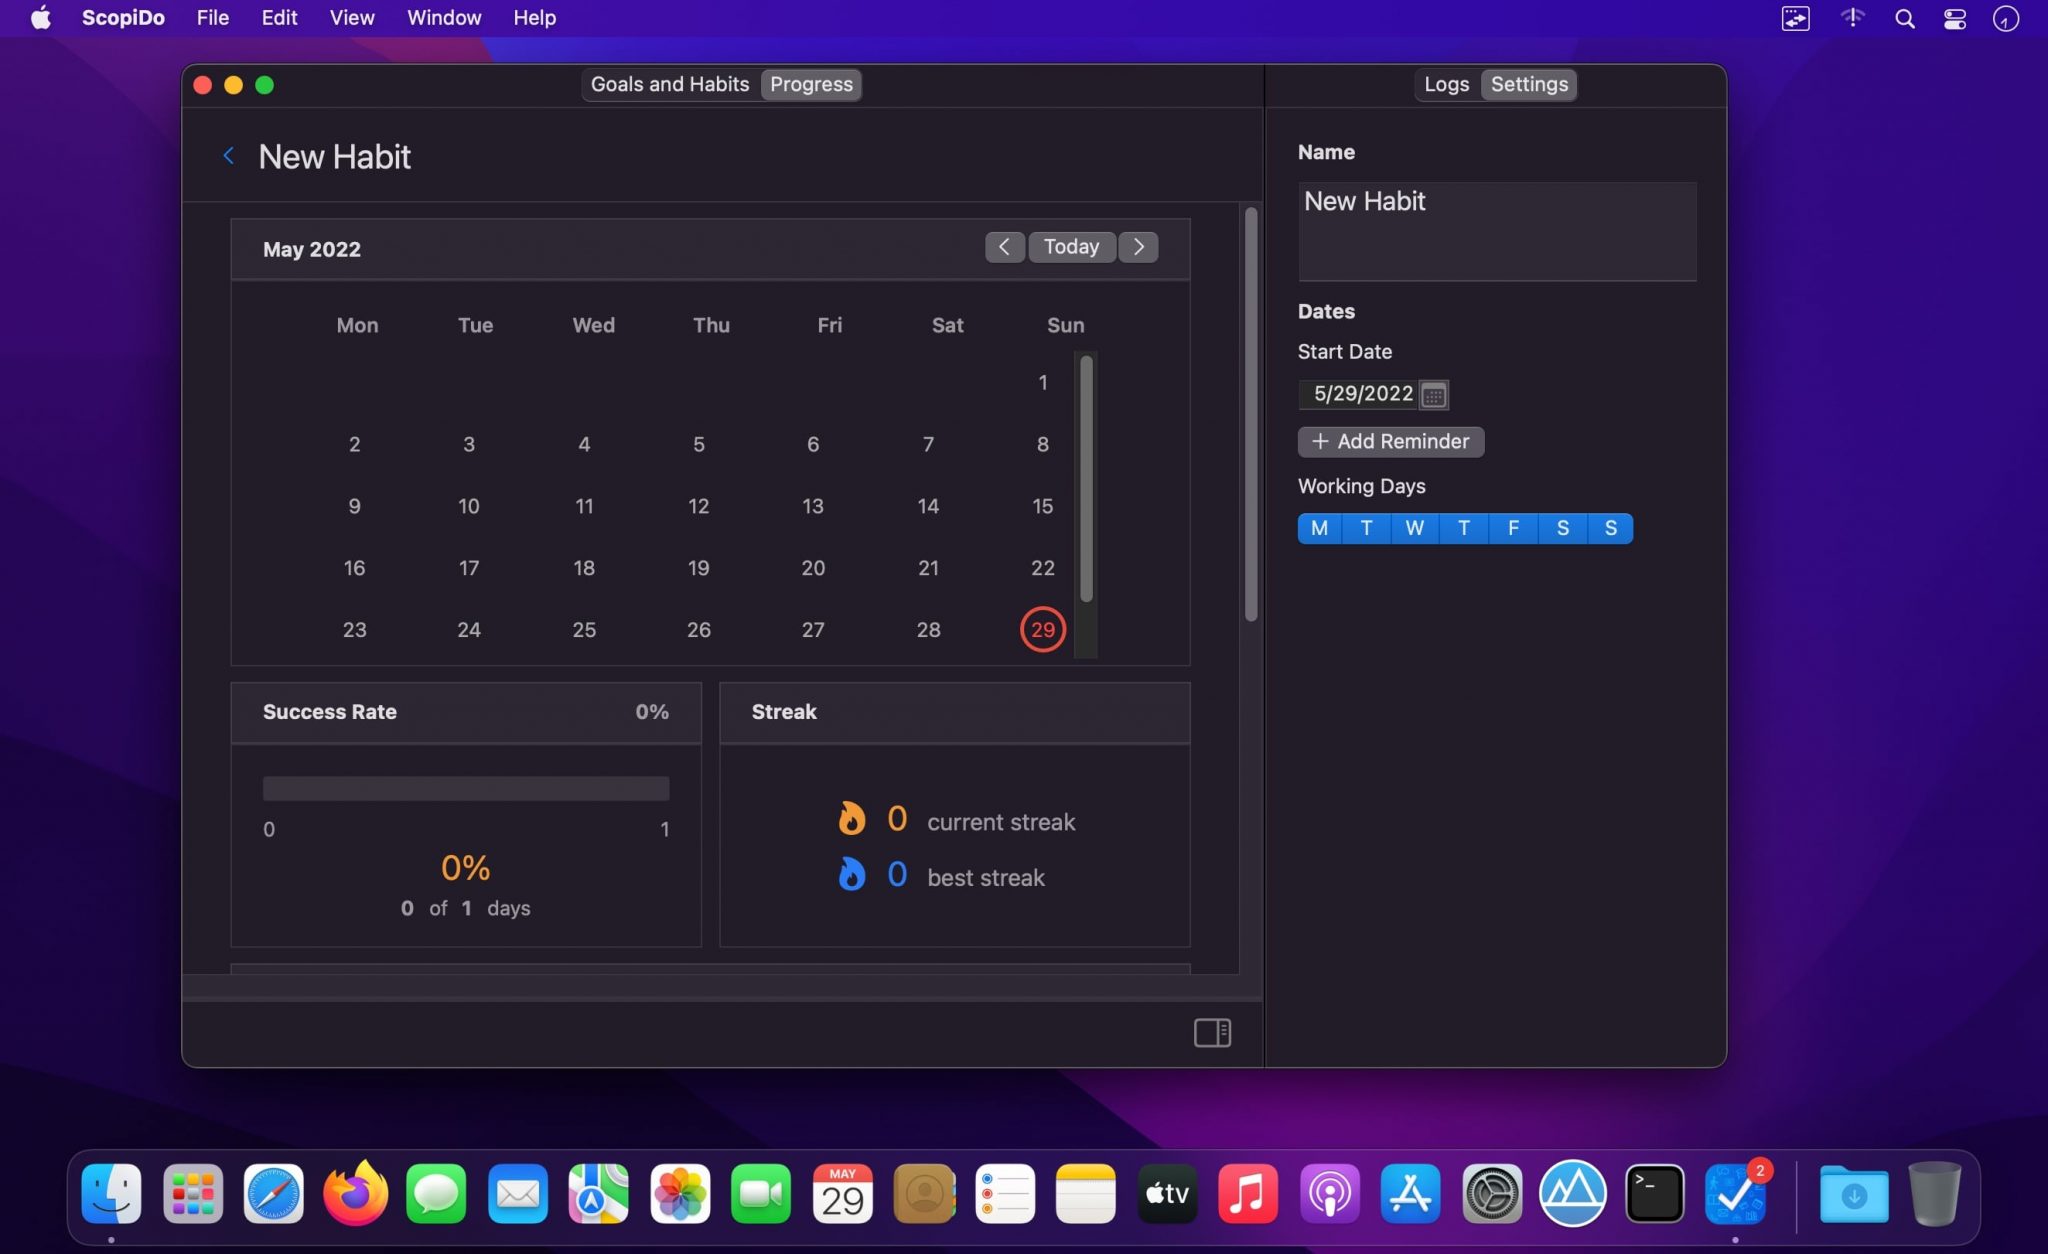 ScopiDo File Edit View Window Help
Goals and Habits Progress
Logs Settings
New Habit
May 2022
Today
Mon Tue Wed Thu Fri Sat Sun
1
2 3 4 5 6 7 8
9 10 11 12 13 14 15
16 17 18 19 20 21 22
23 24 25 26 27 28 29
Success Rate 0%
0 1
0%
0 of 1 days
Streak
0 current streak
0 best streak
Name
New Habit
Dates
Start Date
5/29/2022
+ Add Reminder
Working Days
M T W T F S S
MAY
29
tv
>_
2